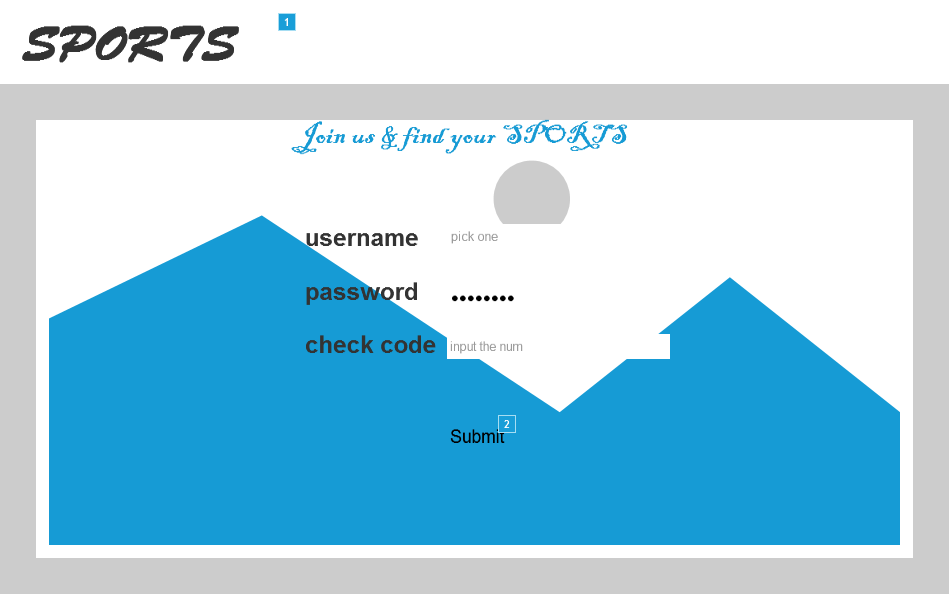 SPORTS
1
Join us & find your SPORTS
username pick one
password ••••••••
check code input the num
Submit 2